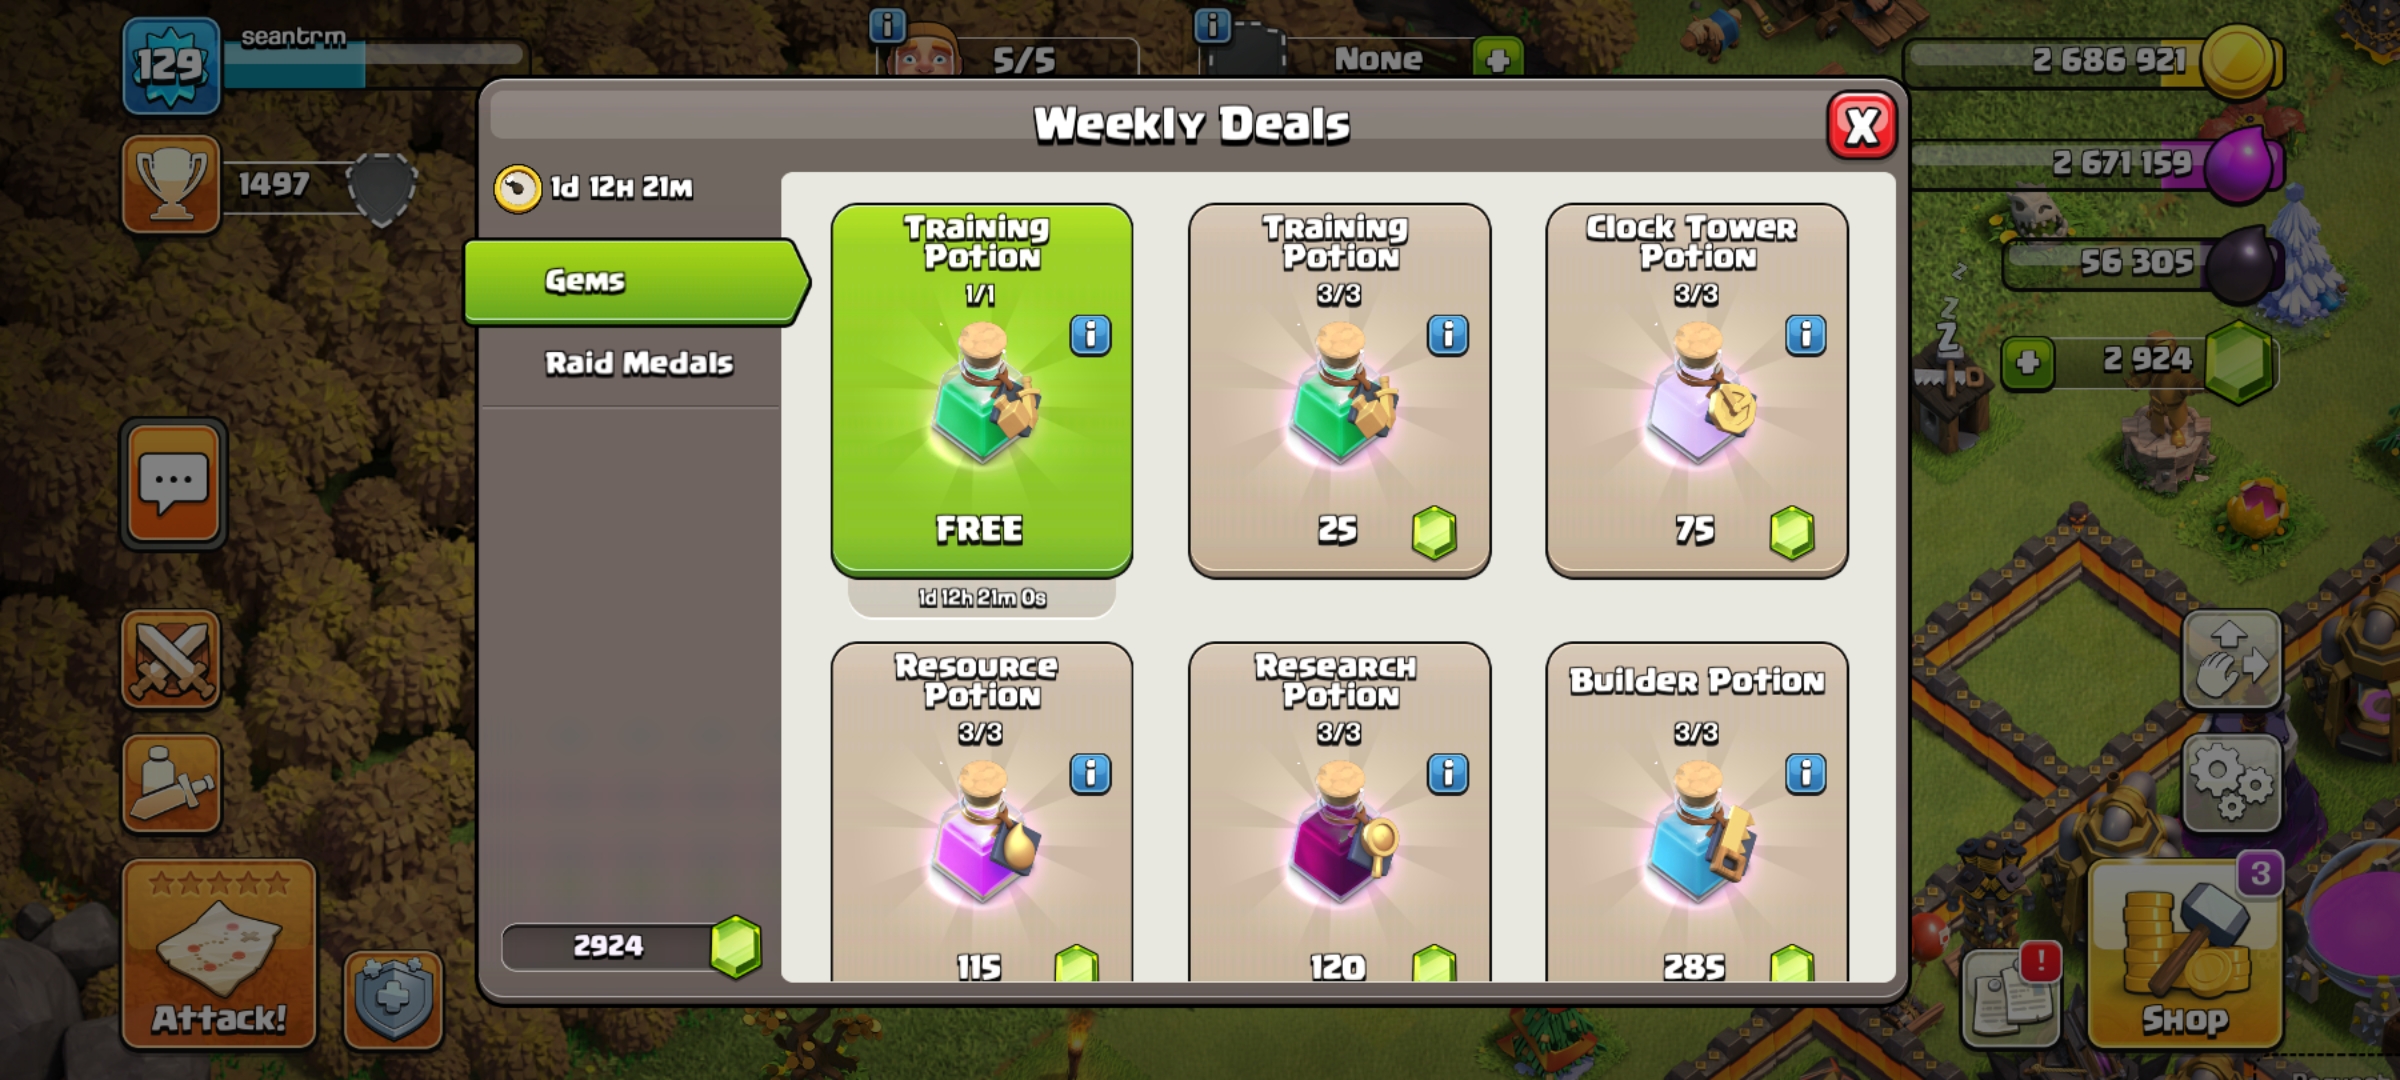 129
seantrm
5/5
None
2 686 921
1497
2 671 159
56 305
2 924
Weekly Deals
X
1d 12H 21M
Gems
Raid Medals
Training
Potion
1/1
FREE
1d 12h 21m 0s
Training
Potion
3/3
25
Clock Tower
Potion
3/3
75
Resource
Potion
3/3
115
Research
Potion
3/3
120
Builder Potion
3/3
285
2924
Attack!
3
!
Shop
z
z
Z
i
i
i
i
i
i
i
i